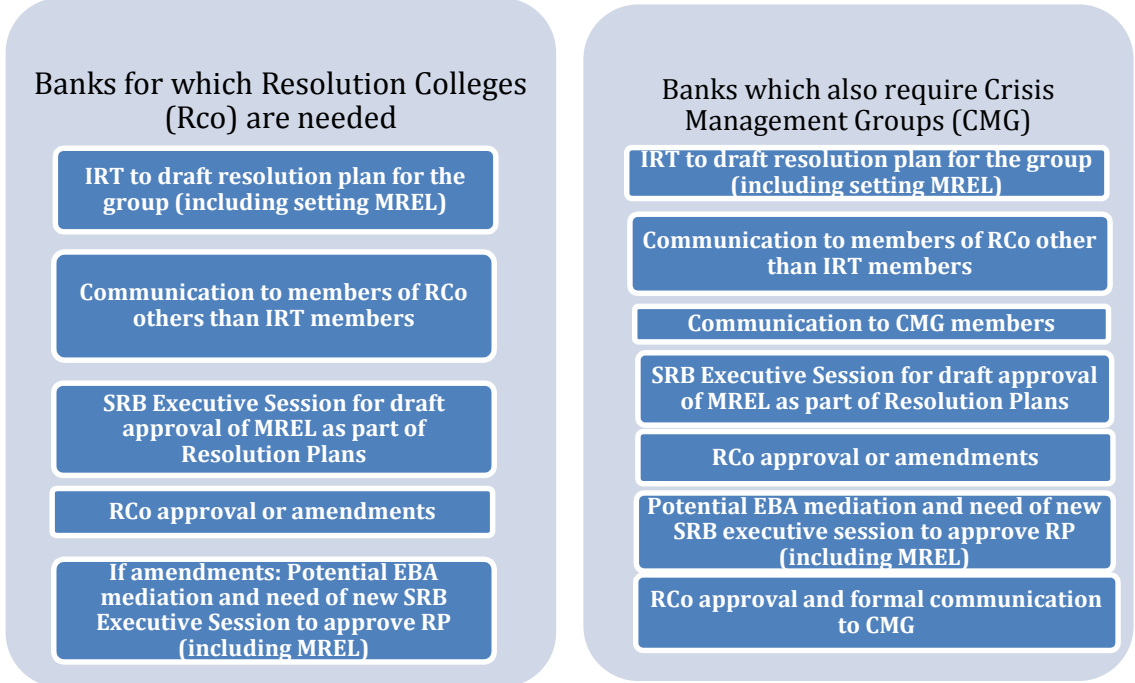 Banks for which Resolution Colleges
(Rco) are needed
IRT to draft resolution plan for the
group (including setting MREL)
Communication to members of RCo
others than IRT members
SRB Executive Session for draft
approval of MREL as part of
Resolution Plans
RCo approval or amendments
If amendments: Potential EBA
mediation and need of new SRB
Executive Session to approve RP
(including MREL)
Banks which also require Crisis
Management Groups (CMG)
IRT to draft resolution plan for the group
(including setting MREL)
Communication to members of RCo other
than IRT members
Communication to CMG members
SRB Executive Session for draft approval
of MREL as part of Resolution Plans
RCo approval or amendments
Potential EBA mediation and need of new
SRB executive session to approve RP
(including MREL)
RCo approval and formal communication
to CMG